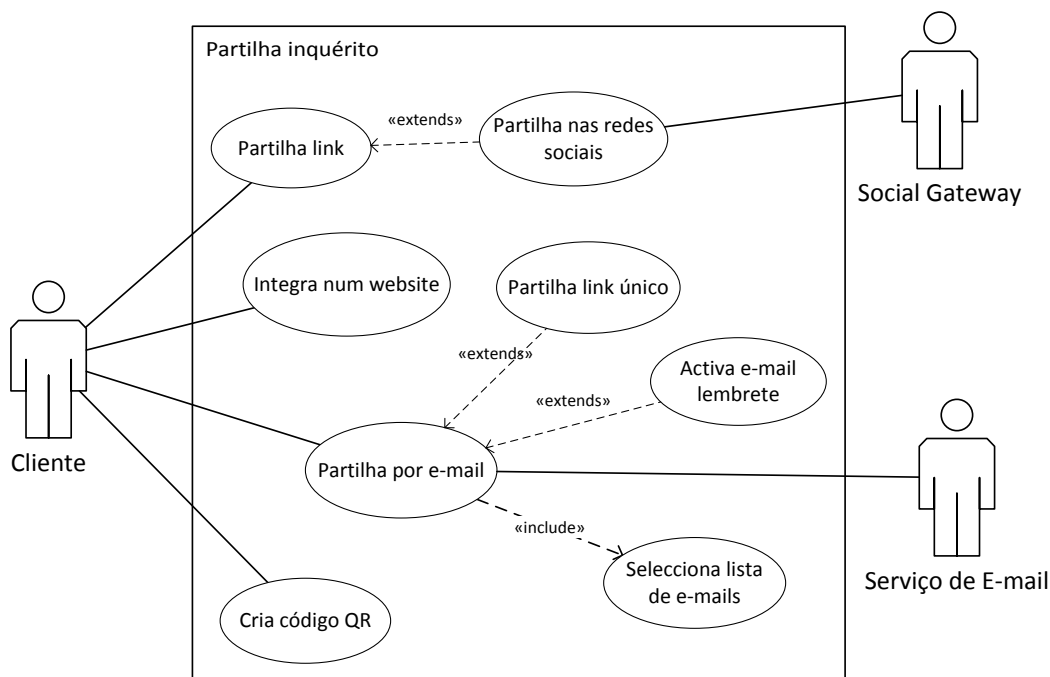 Partilha inquérito
Partilha link
«extends»
Partilha nas redes
sociais
Social Gateway
Integra num website
Partilha link único
«extends»
Activa e-mail
lembrete
«extends»
Cliente
Partilha por e-mail
«include»
Selecciona lista
de e-mails
Serviço de E-mail
Cria código QR